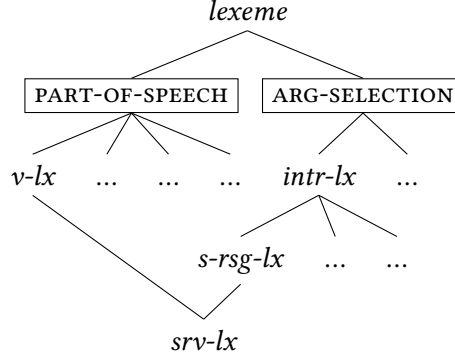 lexeme
PART-OF-SPEECH ARG-SELECTION
v-lx ... ... ... intr-lx ...
s-rsg-lx ... ...
srv-lx